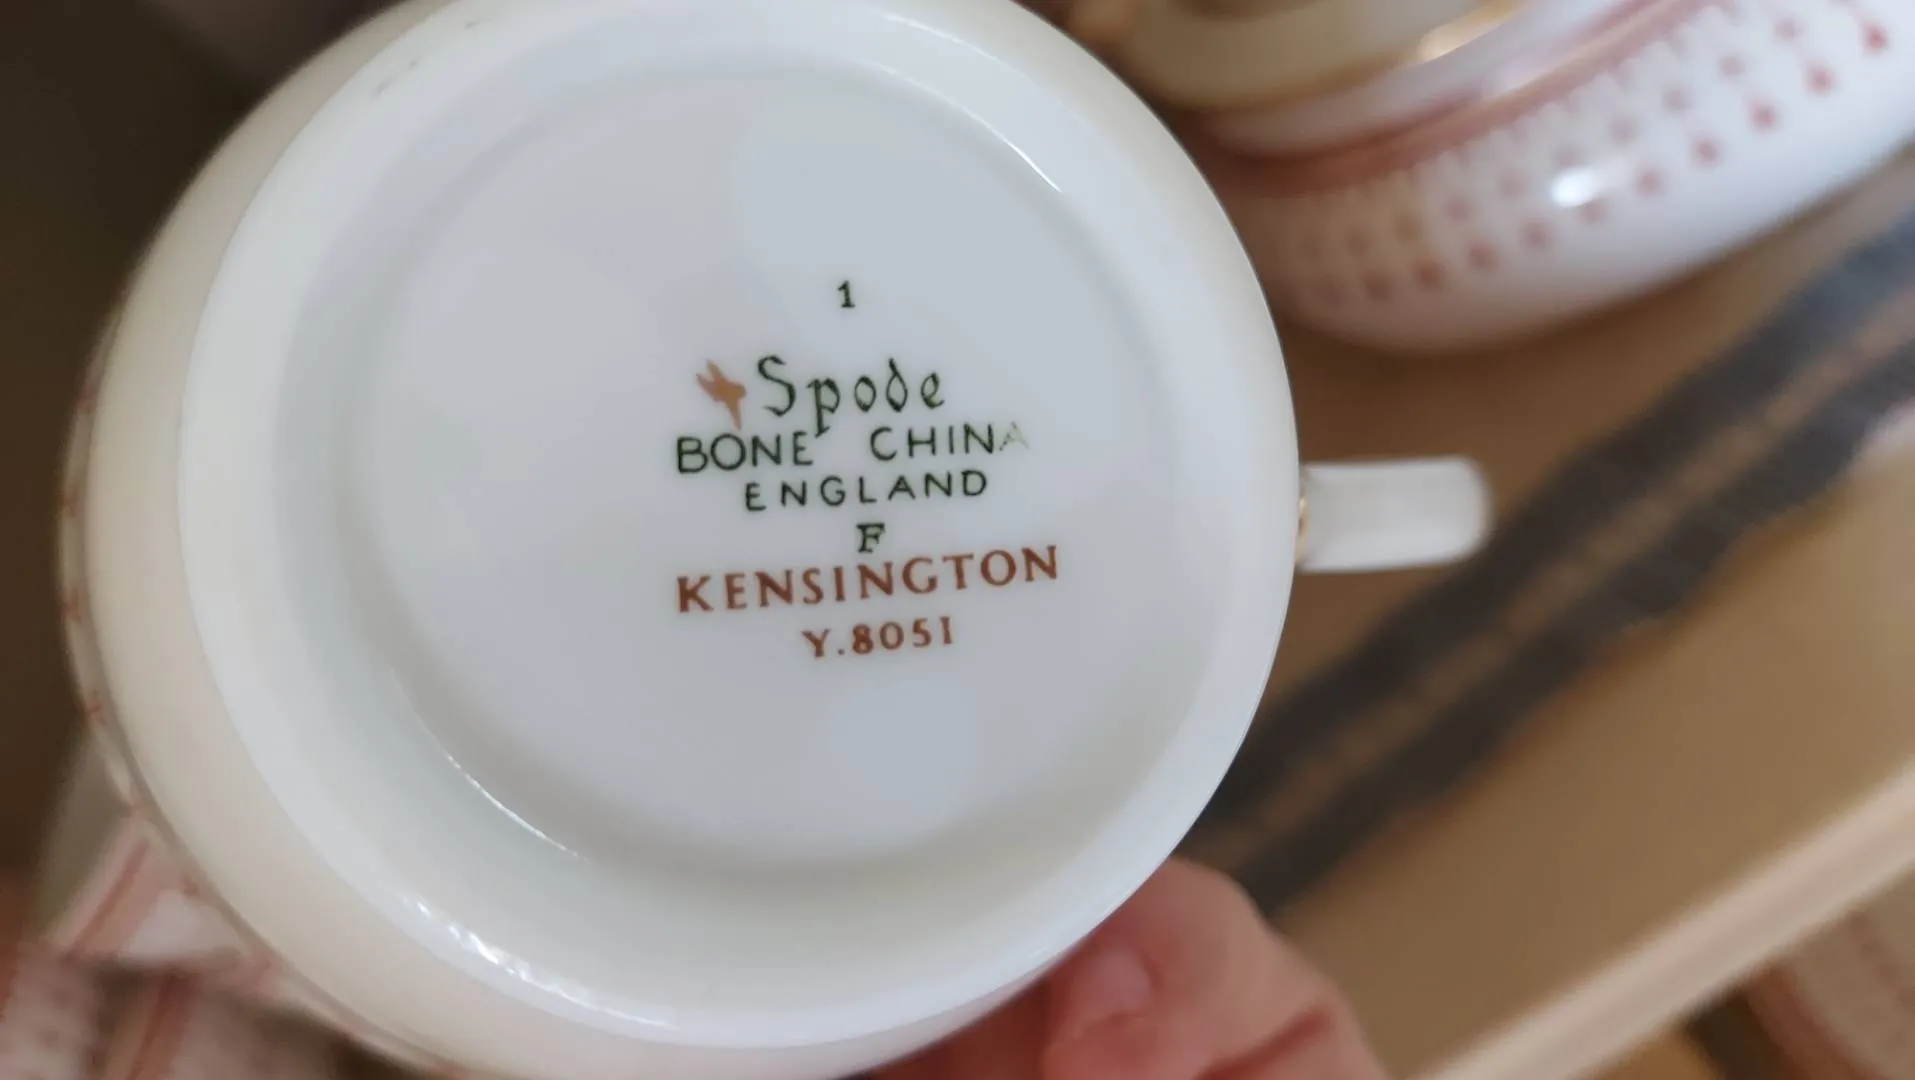 1
Spode
BONE CHINA
ENGLAND
F
KENSINGTON
Y.8051